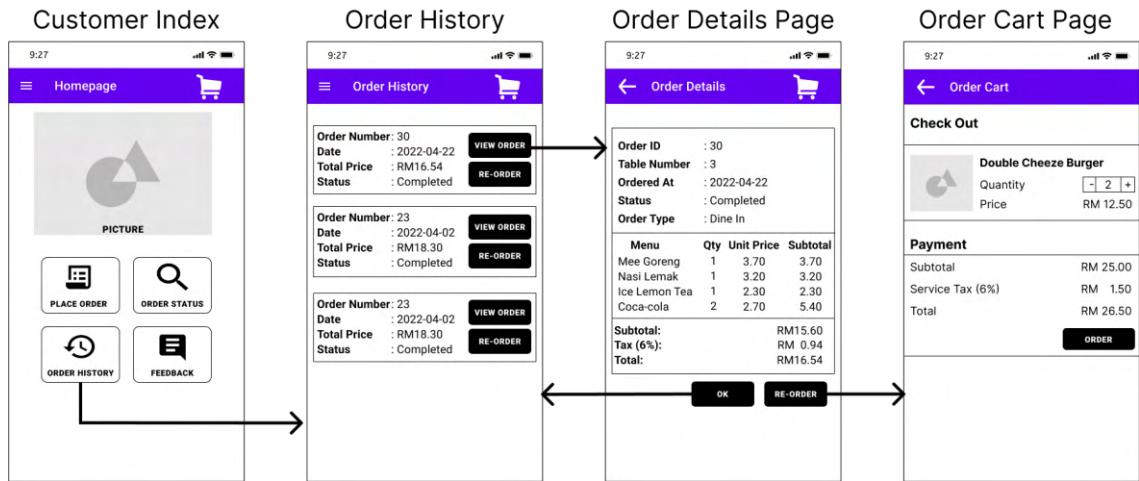 Customer Index
9:27
Homepage
PICTURE
PLACE ORDER
ORDER STATUS
ORDER HISTORY
FEEDBACK
Order History
9:27
Order History
Order Number: 30
Date : 2022-04-22
Total Price : RM16.54
Status : Completed
VIEW ORDER
RE-ORDER
Order Number: 23
Date : 2022-04-02
Total Price : RM18.30
Status : Completed
VIEW ORDER
RE-ORDER
Order Number: 23
Date : 2022-04-02
Total Price : RM18.30
Status : Completed
VIEW ORDER
RE-ORDER
Order Details Page
9:27
Order Details
Order ID : 30
Table Number : 3
Ordered At : 2022-04-22
Status : Completed
Order Type : Dine In
Menu Qty Unit Price Subtotal
Mee Goreng 1 3.70 3.70
Nasi Lemak 1 3.20 3.20
Ice Lemon Tea 1 2.30 2.30
Coca-cola 2 2.70 5.40
Subtotal: RM15.60
Tax (6%): RM 0.94
Total: RM16.54
OK
RE-ORDER
Order Cart Page
9:27
Order Cart
Check Out
Double Cheeze Burger
Quantity - 2 +
Price RM 12.50
Payment
Subtotal RM 25.00
Service Tax (6%) RM 1.50
Total RM 26.50
ORDER